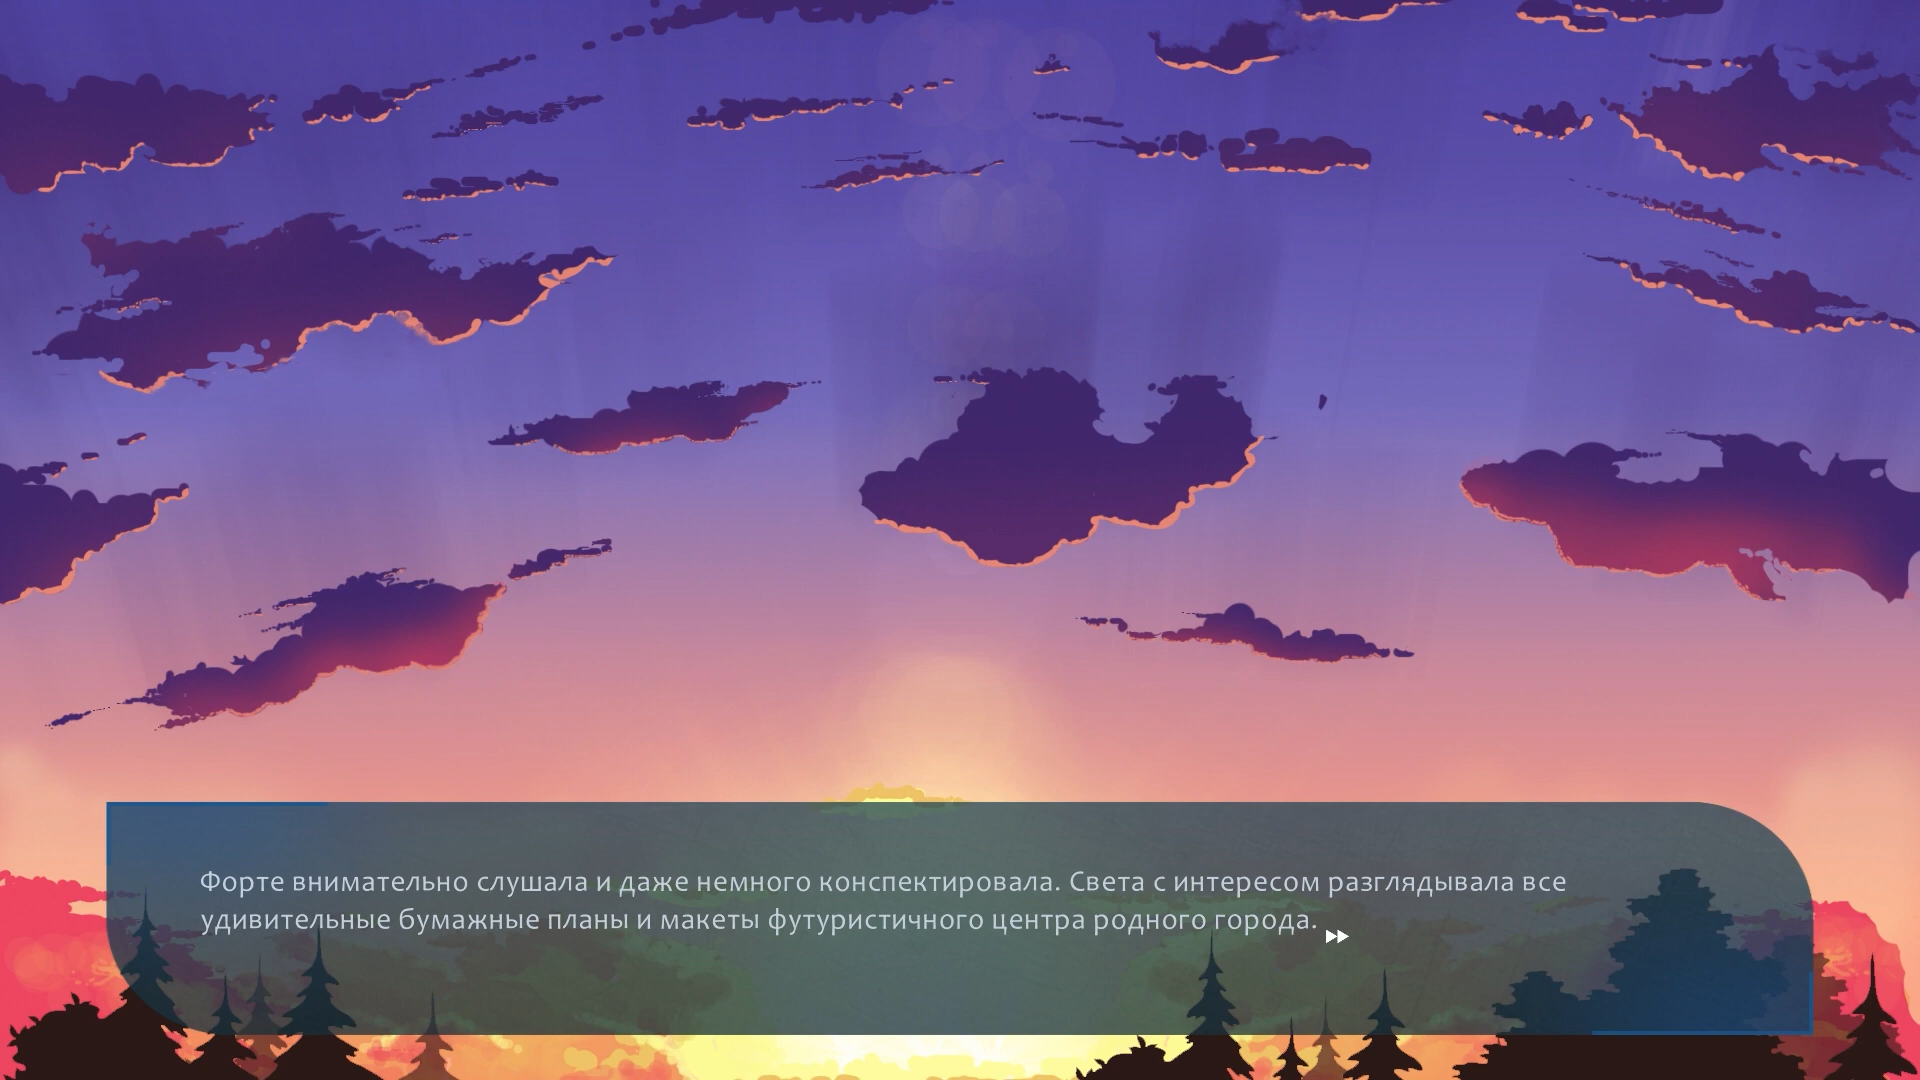 Форте внимательно слушала и даже немного конспектировала. Света с интересом разглядывала все
удивительные бумажные планы и макеты футуристичного центра родного города.